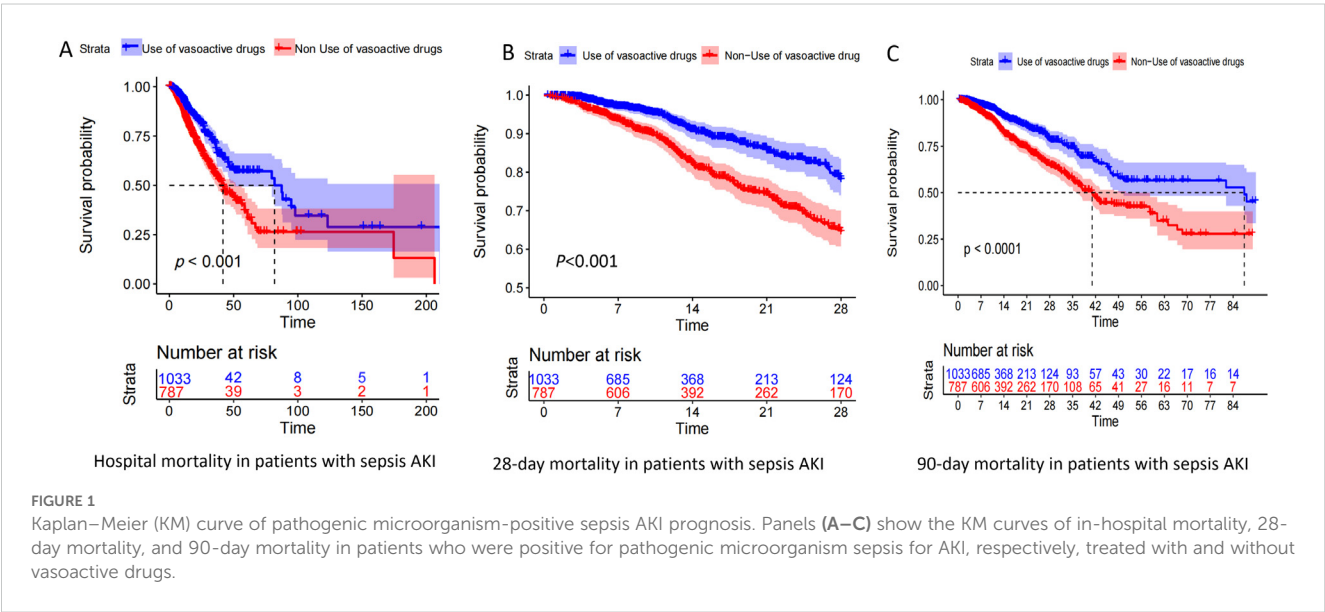 A
Strata Use of vasoactive drugs Non Use of vasoactive drugs
Survival probability
1.00
0.75
0.50
0.25
0.00
p < 0.001
0 50 100 150 200
Time
Number at risk
Strata
1033 42 8 5 1
787 39 3 2 1
0 50 100 150 200
Time
Hospital mortality in patients with sepsis AKI
B
Strata Use of vasoactive drugs Non-Use of vasoactive drugs
Survival probability
1.0
0.9
0.8
0.7
0.6
0.5
P<0.001
0 7 14 21 28
Time
Number at risk
Strata
1033 685 368 213 124
787 606 392 262 170
0 7 14 21 28
Time
28-day mortality in patients with sepsis AKI
C
Strata Use of vasoactive drugs Non-Use of vasoactive drugs
Survival probability
1.00
0.75
0.50
0.25
0.00
p < 0.0001
0 7 14 21 28 35 42 49 56 63 70 77 84
Time
Number at risk
Strata
1033 685 368 213 124 93 57 43 30 22 17 16 14
787 606 392 262 170 108 65 41 27 16 11 7 7
0 7 14 21 28 35 42 49 56 63 70 77 84
Time
90-day mortality in patients with sepsis AKI
FIGURE 1
Kaplan–Meier (KM) curve of pathogenic microorganism-positive sepsis AKI prognosis. Panels (A–C) show the KM curves of in-hospital mortality, 28-
day mortality, and 90-day mortality in patients who were positive for pathogenic microorganism sepsis for AKI, respectively, treated with and without
vasoactive drugs.